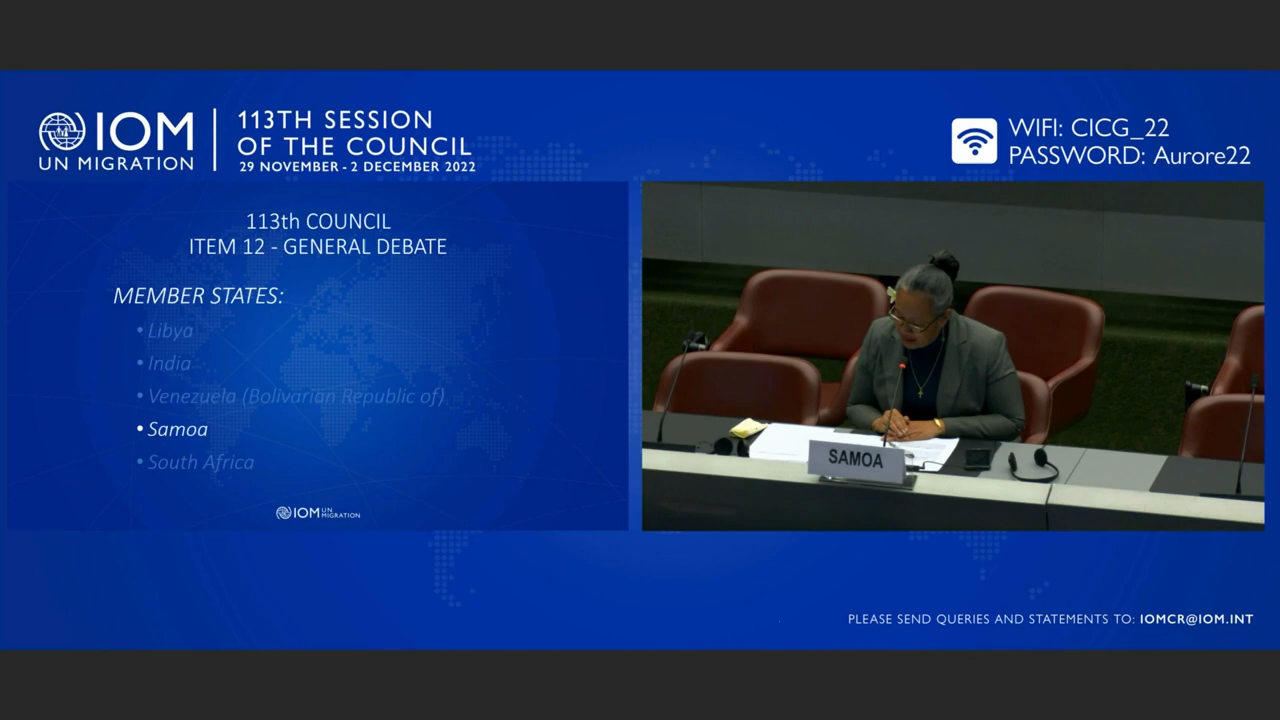 IOM
UN MIGRATION
113TH SESSION
OF THE COUNCIL
29 NOVEMBER - 2 DECEMBER 2022
WIFI: CICG_22
PASSWORD: Aurore22
113th COUNCIL
ITEM 12 - GENERAL DEBATE
MEMBER STATES:
• Libya
• India
• Venezuela (Bolivarian Republic of)
• Samoa
• South Africa
IOM UN MIGRATION
SAMOA
PLEASE SEND QUERIES AND STATEMENTS TO: IOMCR@IOM.INT